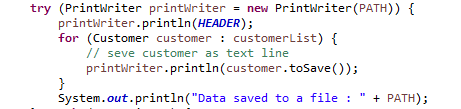 try (PrintWriter printWriter = new PrintWriter(PATH)) {
printWriter.println(HEADER);
for (Customer customer : customerList) {
// seve customer as text line
printWriter.println(customer.toSave());
}
System.out.println("Data saved to a file : " + PATH);